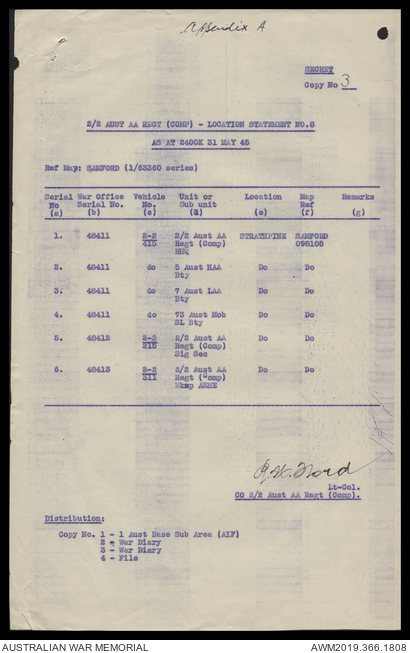 Appendix A
SECRET
Copy No 3
2/2 AUST AA REGT (COMP) - LOCATION STATEMENT NO.8
AS AT 2400K 31 MAY 45
Ref May: SAMFORD (1/63360 series)
Serial War Office Vehicle Unit or Location Map Remarks
No Serial No. No. Sub unit Ref
(a) (b) (c) (d) (e) (f) (g)
1. 48411 2-2 2/2 Aust AA STRATHPINE SAMFORD
415 Regt (Comp) 098105
RHQ
2. 48411 do 5 Aust HAA Do Do
Bty
3. 48411 do 7 Aust LAA Do Do
Bty
4. 48411 do 73 Aust Mob Do Do
SL Bty
5. 48412 2-2 2/2 Aust AA Do Do
215 Regt (Comp)
Sig Sec
6. 48413 2-2 2/2 Aust AA Do Do
311 Regt (Comp)
Wksp AEME
Lt-Col.
CO 2/2 Aust AA Regt (Comp).
Distribution:
Copy No. 1 - 1 Aust Base Sub Area (AIF)
2 - War Diary
3 - War Diary
4 - File
AUSTRALIAN WAR MEMORIAL
AWM2019.366.1808